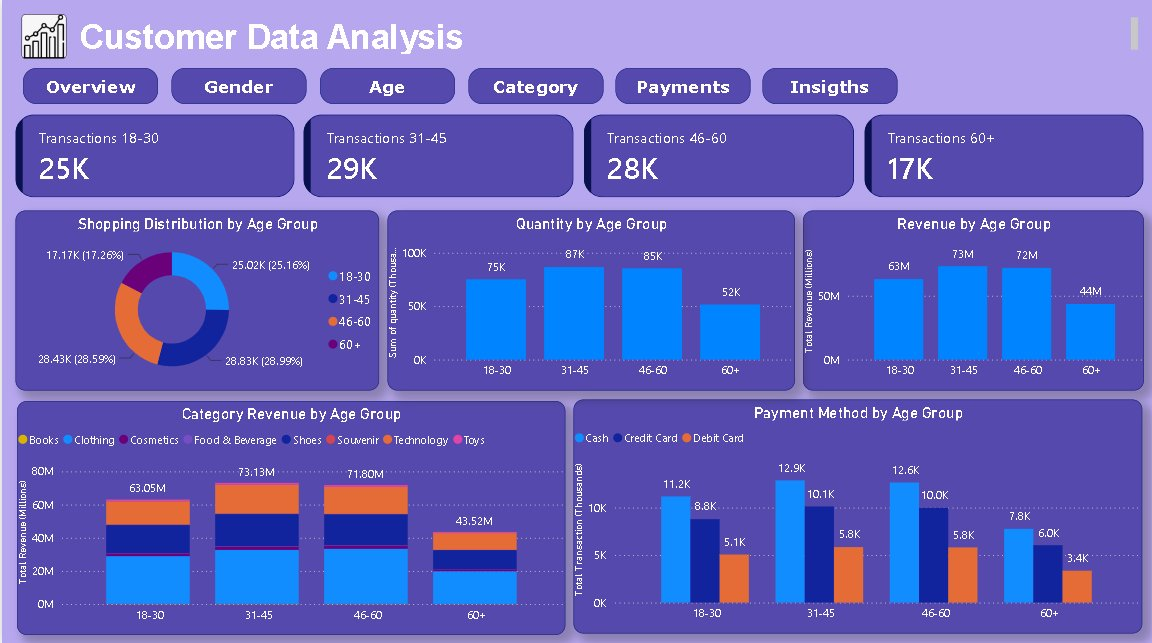 Customer Data Analysis
Overview
Gender
Age
Category
Payments
Insigths
Transactions 18-30
25K
Transactions 31-45
29K
Transactions 46-60
28K
Transactions 60+
17K
Shopping Distribution by Age Group
17.17K (17.26%)
25.02K (25.16%)
28.43K (28.59%)
28.83K (28.99%)
18-30
31-45
46-60
60+
Quantity by Age Group
Sum of quantity (Thousa...
100K
50K
0K
75K
87K
85K
52K
18-30
31-45
46-60
60+
Revenue by Age Group
Total Revenue (Millions)
50M
0M
63M
73M
72M
44M
18-30
31-45
46-60
60+
Category Revenue by Age Group
Books Clothing Cosmetics Food & Beverage Shoes Souvenir Technology Toys
Total Revenue (Millions)
80M
60M
40M
20M
0M
63.05M
73.13M
71.80M
43.52M
18-30
31-45
46-60
60+
Payment Method by Age Group
Cash Credit Card Debit Card
Total Transaction (Thousands)
10K
5K
0K
11.2K
8.8K
5.1K
12.9K
10.1K
5.8K
12.6K
10.0K
5.8K
7.8K
6.0K
3.4K
18-30
31-45
46-60
60+